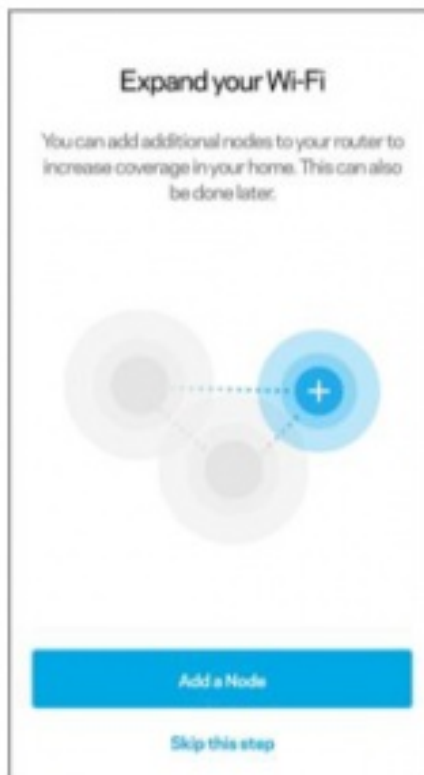 Expand your Wi-Fi
You can add additional nodes to your router to
increase coverage in your home. This can also
be done later.
Add a Node
Skip this step